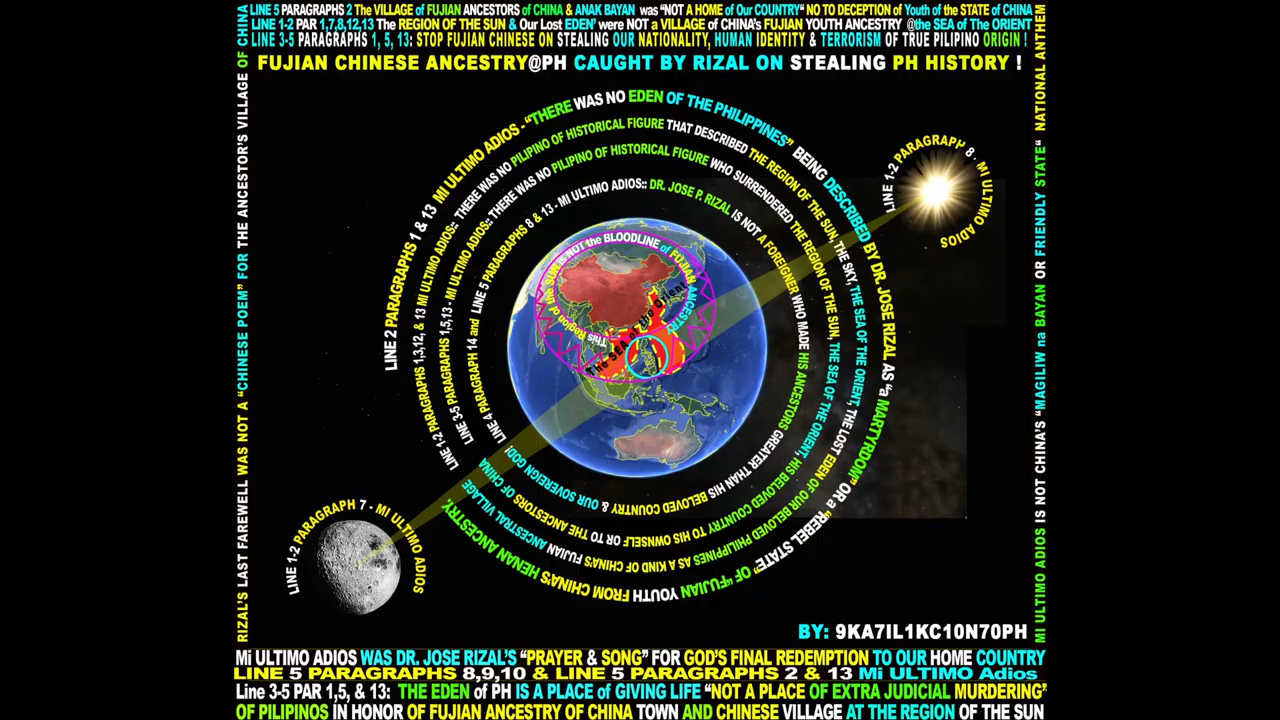 LINE 5 PARAGRAPHS 2 The VILLAGE of FUJIAN ANCESTORS of CHINA & ANAK BAYAN was "NOT A HOME of Our COUNTRY" NO TO DECEPTION of Youth of the STATE of CHINA
LINE 1-2 PAR 1,7,8,12,13 The REGION OF THE SUN & Our Lost EDEN' were NOT a VILLAGE of CHINA's FUJIAN YOUTH ANCESTRY @the SEA of The ORIENT
LINE 3-5 PARAGRAPHS 1, 5, 13: STOP FUJIAN CHINESE ON STEALING OUR NATIONALITY, HUMAN IDENTITY & TERRORISM OF TRUE PILIPINO ORIGIN !
FUJIAN CHINESE ANCESTRY@PH CAUGHT BY RIZAL ON STEALING PH HISTORY !
RIZAL'S LAST FAREWELL WAS NOT A "CHINESE POEM" FOR THE ANCESTOR'S VILLAGE OF CHINA
MI ULTIMO ADIOS IS NOT CHINA'S "MAGILIW na BAYAN OR FRIENDLY STATE" NATIONAL ANTHEM
LINE 2 PARAGRAPHS 1 & 13 MI ULTIMO ADIOS - "THERE WAS NO EDEN OF THE PHILIPPINES" BEING DESCRIBED BY DR. JOSE RIZAL AS "a MARTYRDOM" OR a "REBEL STATE" OF "FUJIAN YOUTH FROM CHINA'S HENAN ANCESTRY,
LINE 1-2 PARAGRAPHS 1,3,12, & 13 MI ULTIMO ADIOS:: THERE WAS NO PILIPINO OF HISTORICAL FIGURE THAT DESCRIBED THE REGION OF THE SUN, THE SKY, THE SEA OF THE ORIENT, THE LOST EDEN OF OUR BELOVED PHILIPPINES AS A KIND OF CHINA'S FUJIAN ANCESTRAL VILLAGE
LINE 3-5 PARAGRAPHS 1,5,13 - MI ULTIMO ADIOS:: THERE WAS NO PILIPINO OF HISTORICAL FIGURE WHO SURRENDERED THE REGION OF THE SUN, THE SEA OF THE ORIENT, HIS BELOVED COUNTRY TO HIS OWNSELF OR TO THE ANCESTORS OF CHINA
LINE 4 PARAGRAPH 14 and LINE 5 PARAGRAPHS 8 & 13 - MI ULTIMO ADIOS:: DR. JOSE P. RIZAL IS NOT A FOREIGNER WHO MADE HIS ANCESTORS GREATER THAN HIS BELOVED COUNTRY & OUR SOVEREIGN GOD!
LINE 1-2 PARAGRAPH 8 - MI ULTIMO ADIOS
This Region of the SUN is NOT the BLOODLINE of FUJIAN ANCESTRY
The SEA of the Orient
LINE 1-2 PARAGRAPH 7 - MI ULTIMO ADIOS
BY: 9KA7IL1KC10N70PH
Mi ULTIMO ADIOS WAS DR. JOSE RIZAL'S "PRAYER & SONG" FOR GOD'S FINAL REDEMPTION TO OUR HOME COUNTRY
LINE 5 PARAGRAPHS 8,9,10 & LINE 5 PARAGRAPHS 2 & 13 Mi ULTIMO Adios
Line 3-5 PAR 1,5, & 13: THE EDEN of PH IS A PLACE of GIVING LIFE "NOT A PLACE OF EXTRA JUDICIAL MURDERING"
OF PILIPINOS IN HONOR OF FUJIAN ANCESTRY OF CHINA TOWN AND CHINESE VILLAGE AT THE REGION OF THE SUN